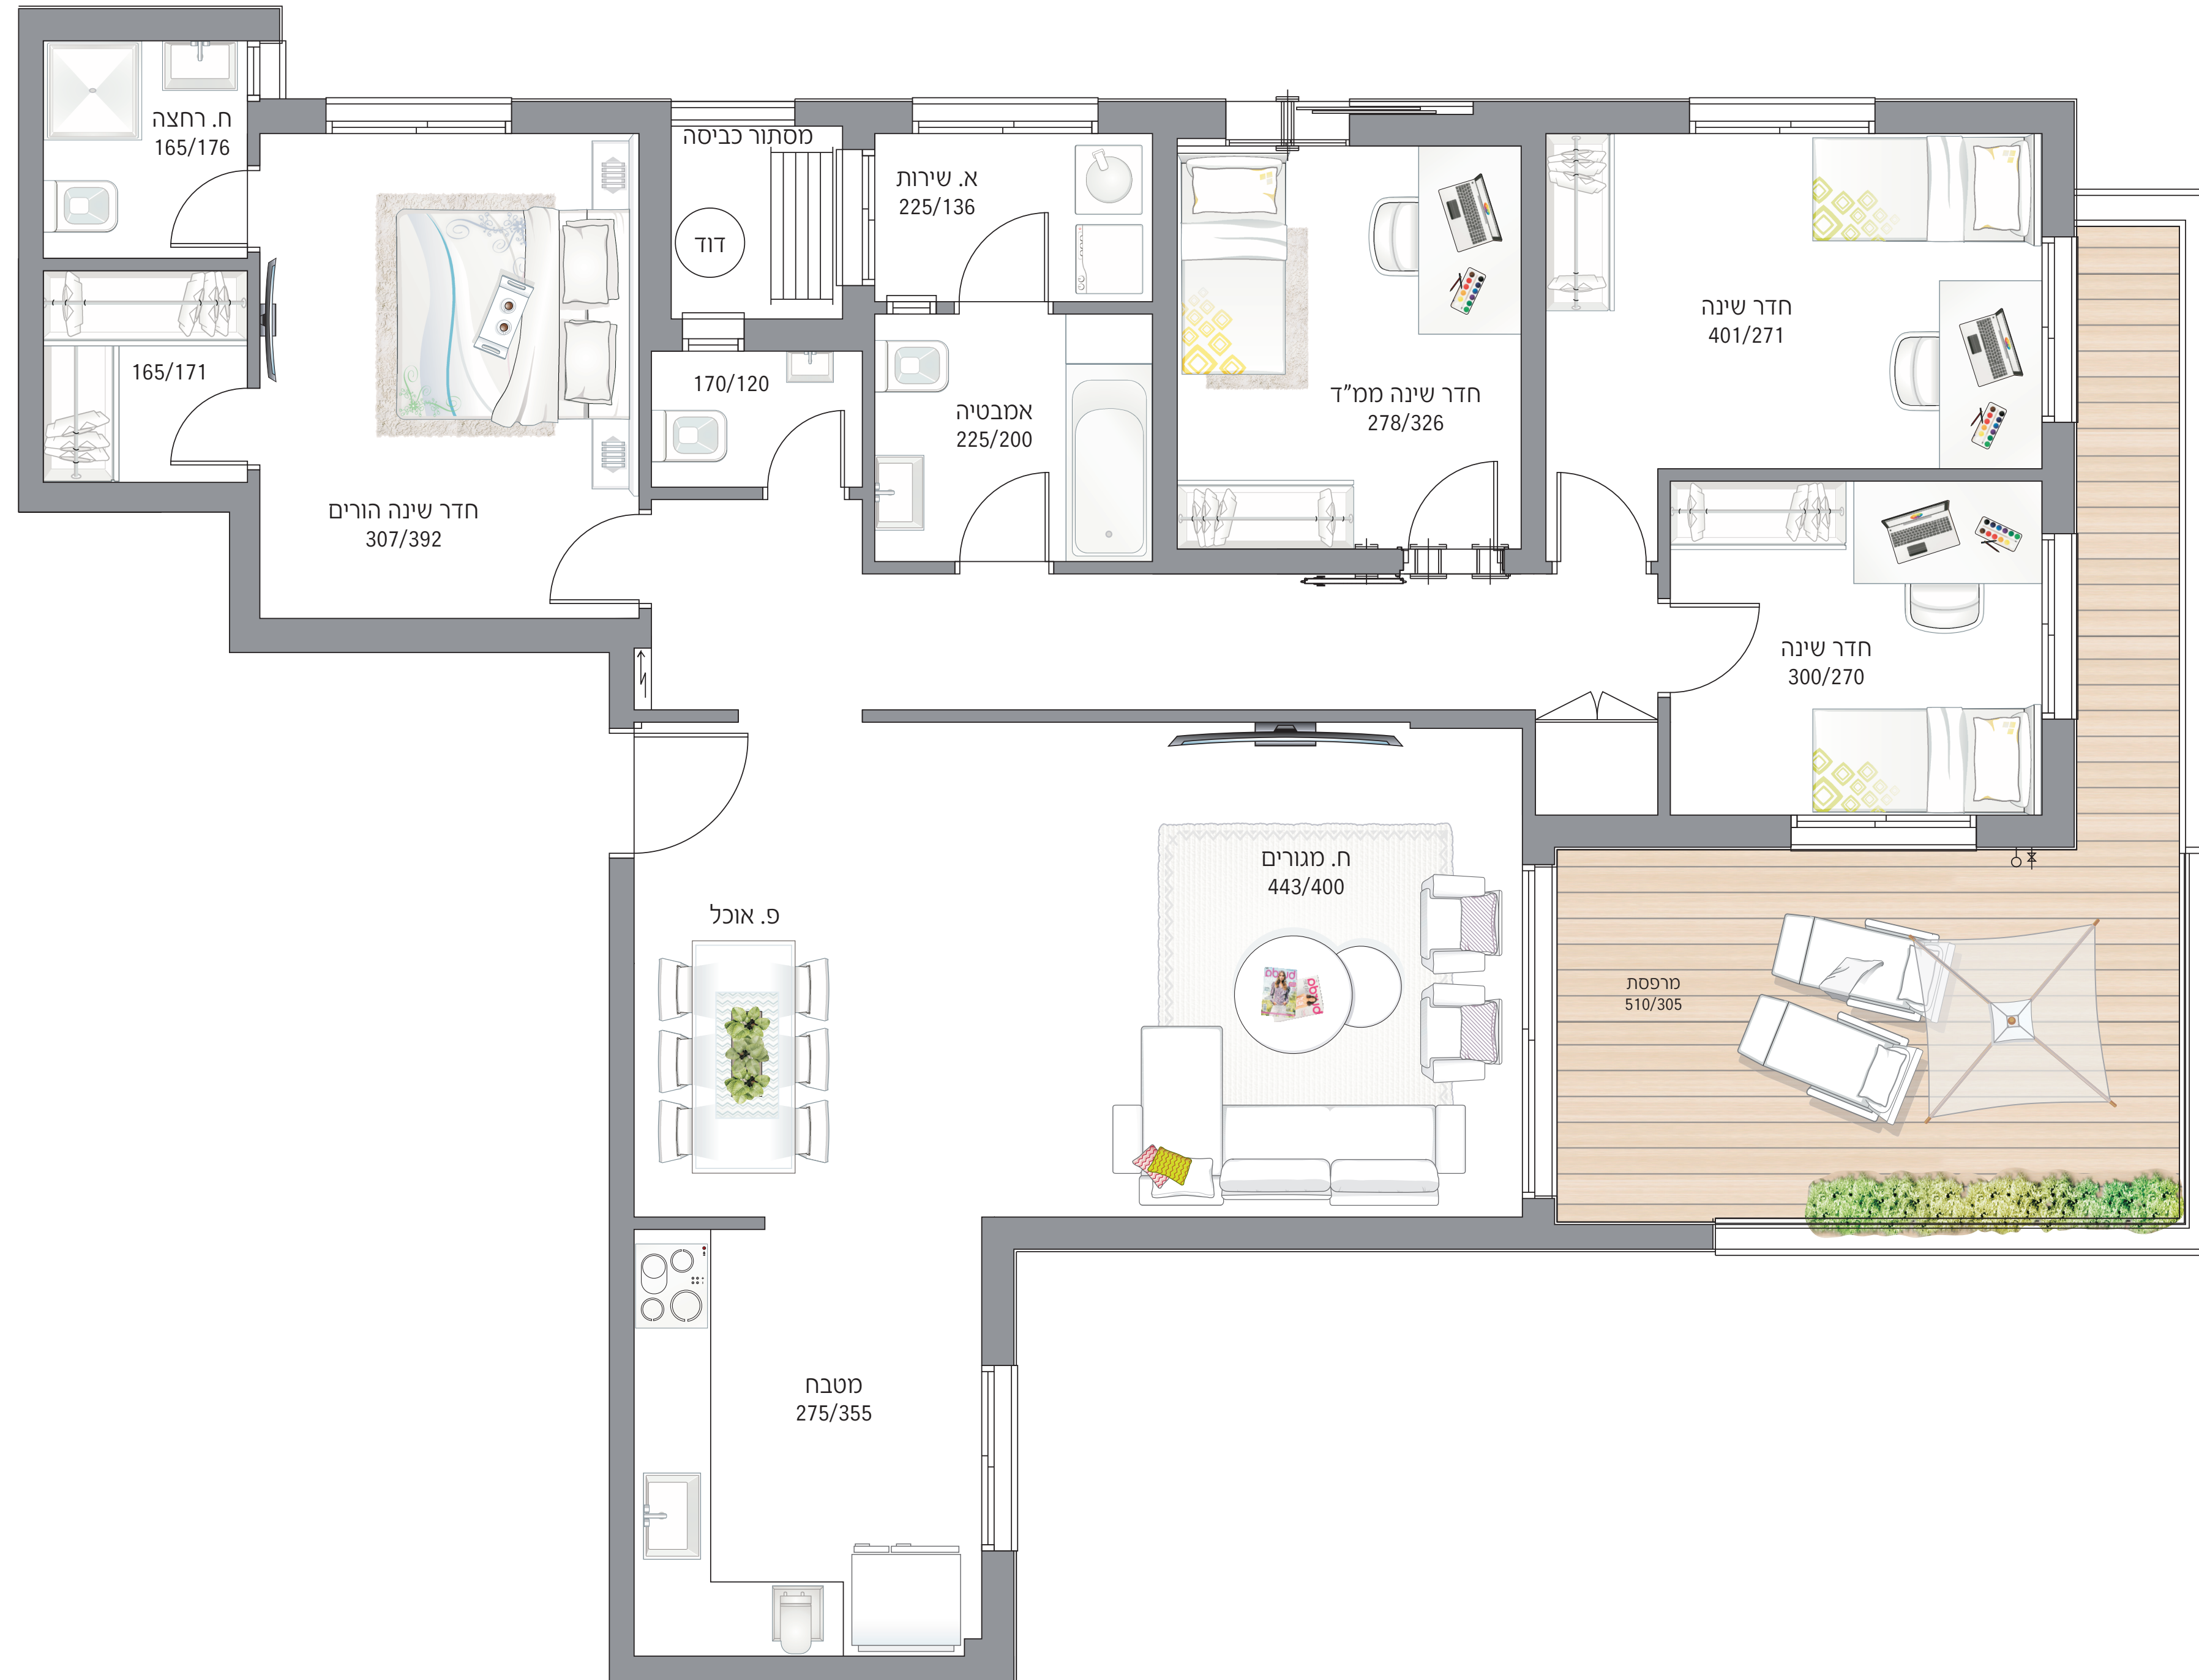 ח. רחצה
165/176
מסתור כביסה
דוד
א. שירות
225/136
חדר שינה
401/271
165/171
170/120
אמבטיה
225/200
חדר שינה ממ"ד
278/326
חדר שינה הורים
307/392
חדר שינה
300/270
ח. מגורים
443/400
פ. אוכל
מרפסת
510/305
מטבח
275/355